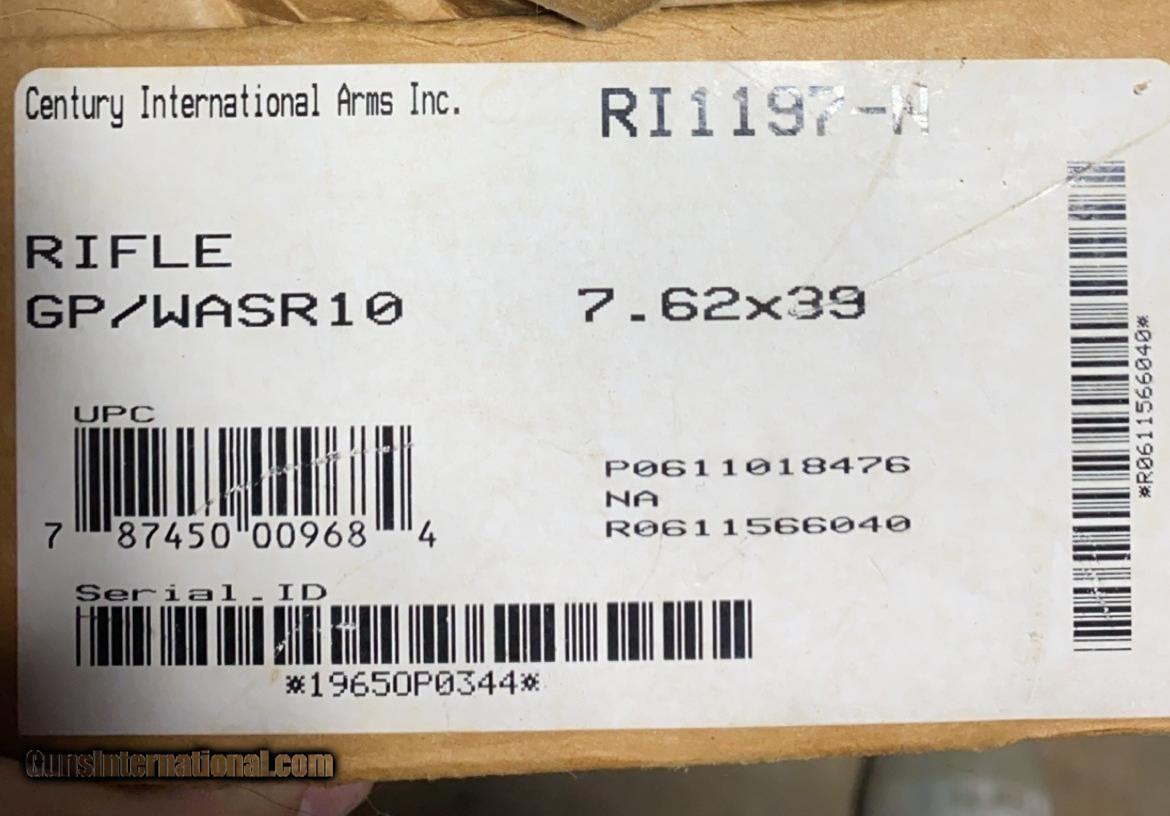 Century International Arms Inc.
RI1197-N
RIFLE
GP/WASR10
7.62x39
UPC
7 87450 00968 4
P0611018476
NA
R0611566040
Serial.ID
*1965OP0344*
*R0611566040*
GunsInternational.com